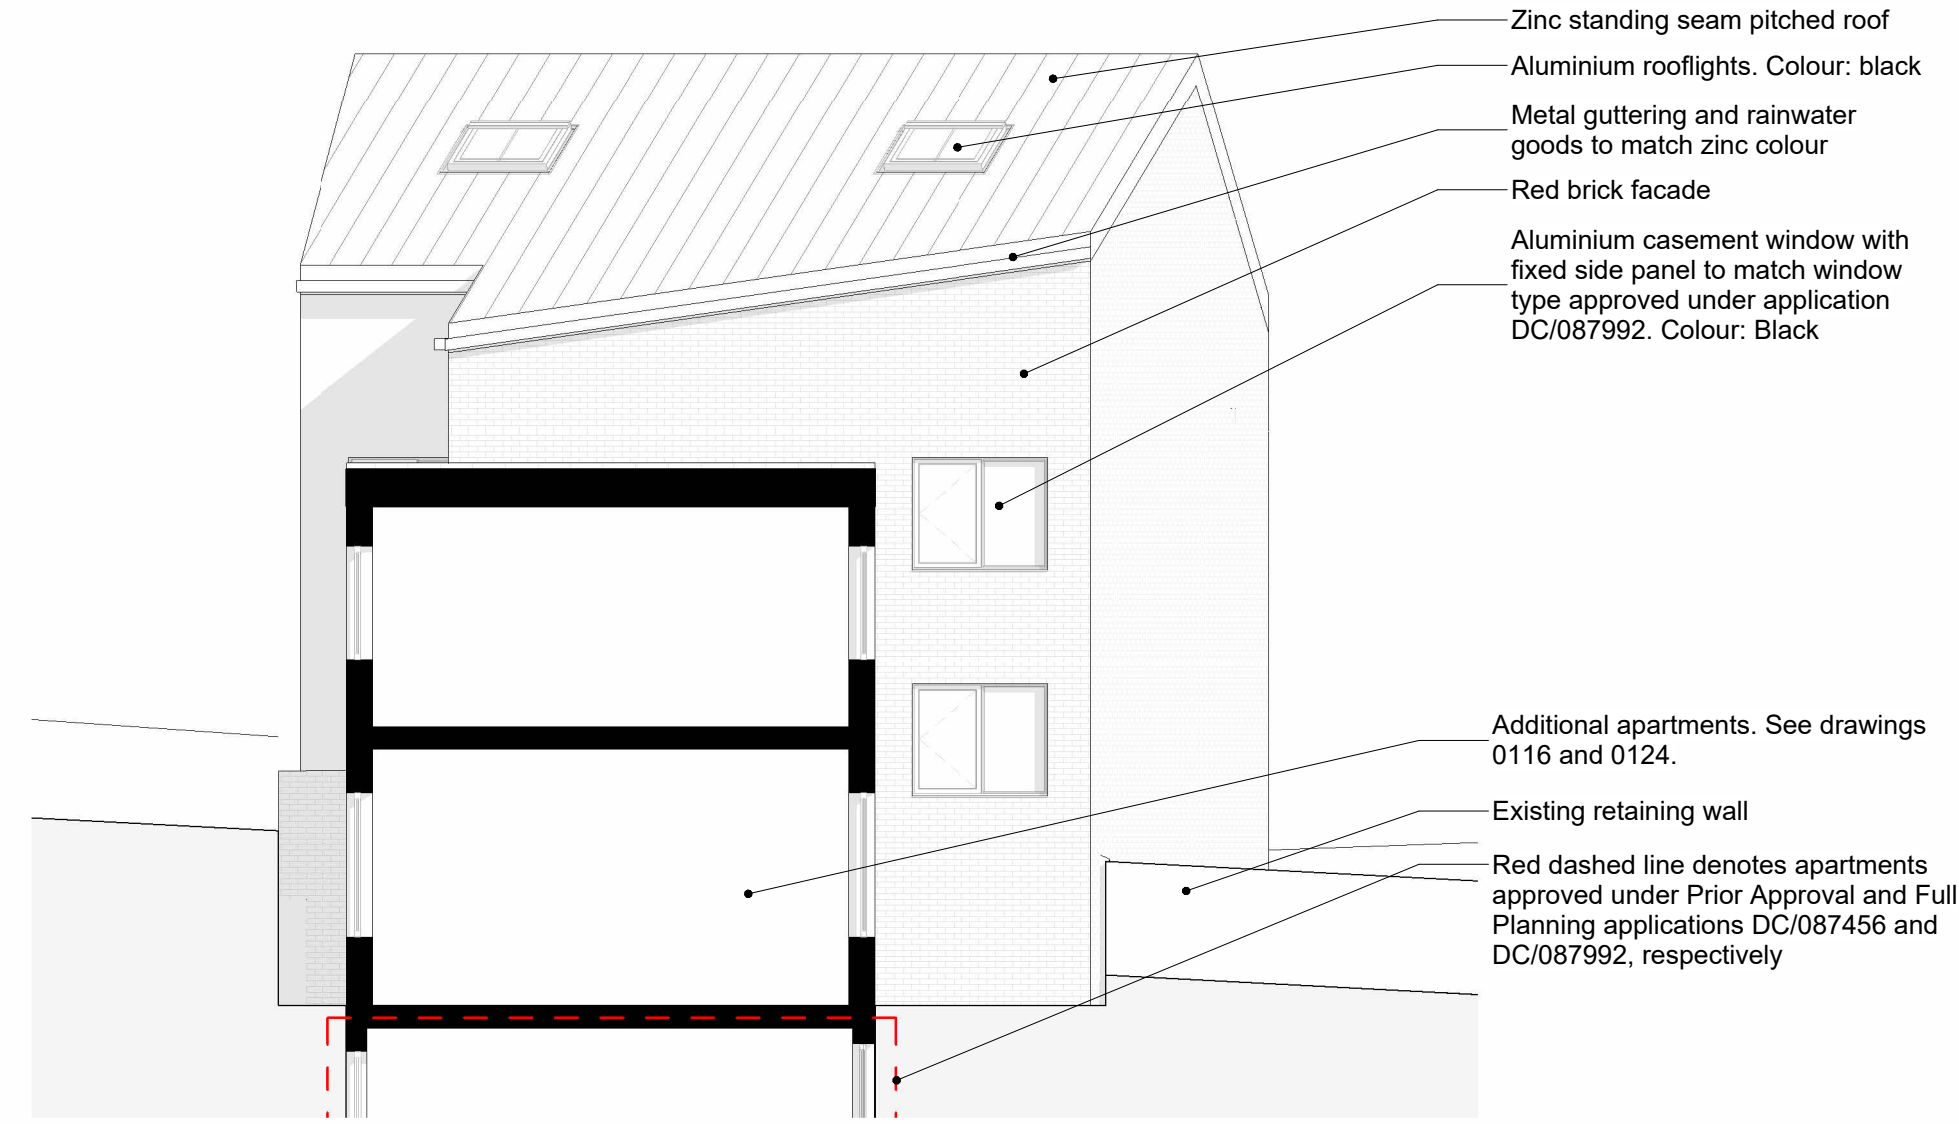 Zinc standing seam pitched roof
Aluminium rooflights. Colour: black
Metal guttering and rainwater
goods to match zinc colour
Red brick facade
Aluminium casement window with
fixed side panel to match window
type approved under application
DC/087992. Colour: Black
Additional apartments. See drawings
0116 and 0124.
Existing retaining wall
Red dashed line denotes apartments
approved under Prior Approval and Full
Planning applications DC/087456 and
DC/087992, respectively